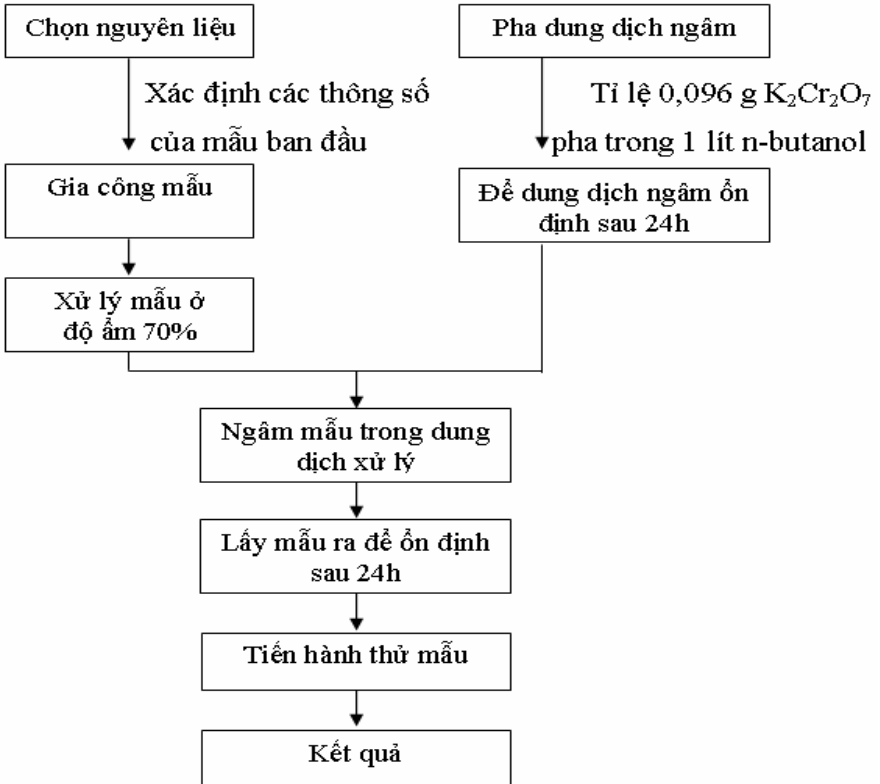 Chọn nguyên liệu
Xác định các thông số
của mẫu ban đầu
Gia công mẫu
Xử lý mẫu ở
độ ẩm 70%
Pha dung dịch ngâm
Tỉ lệ 0,096 g K₂Cr₂O₇
pha trong 1 lít n-butanol
Để dung dịch ngâm ổn
định sau 24h
Ngâm mẫu trong dung
dịch xử lý
Lấy mẫu ra để ổn định
sau 24h
Tiến hành thử mẫu
Kết quả